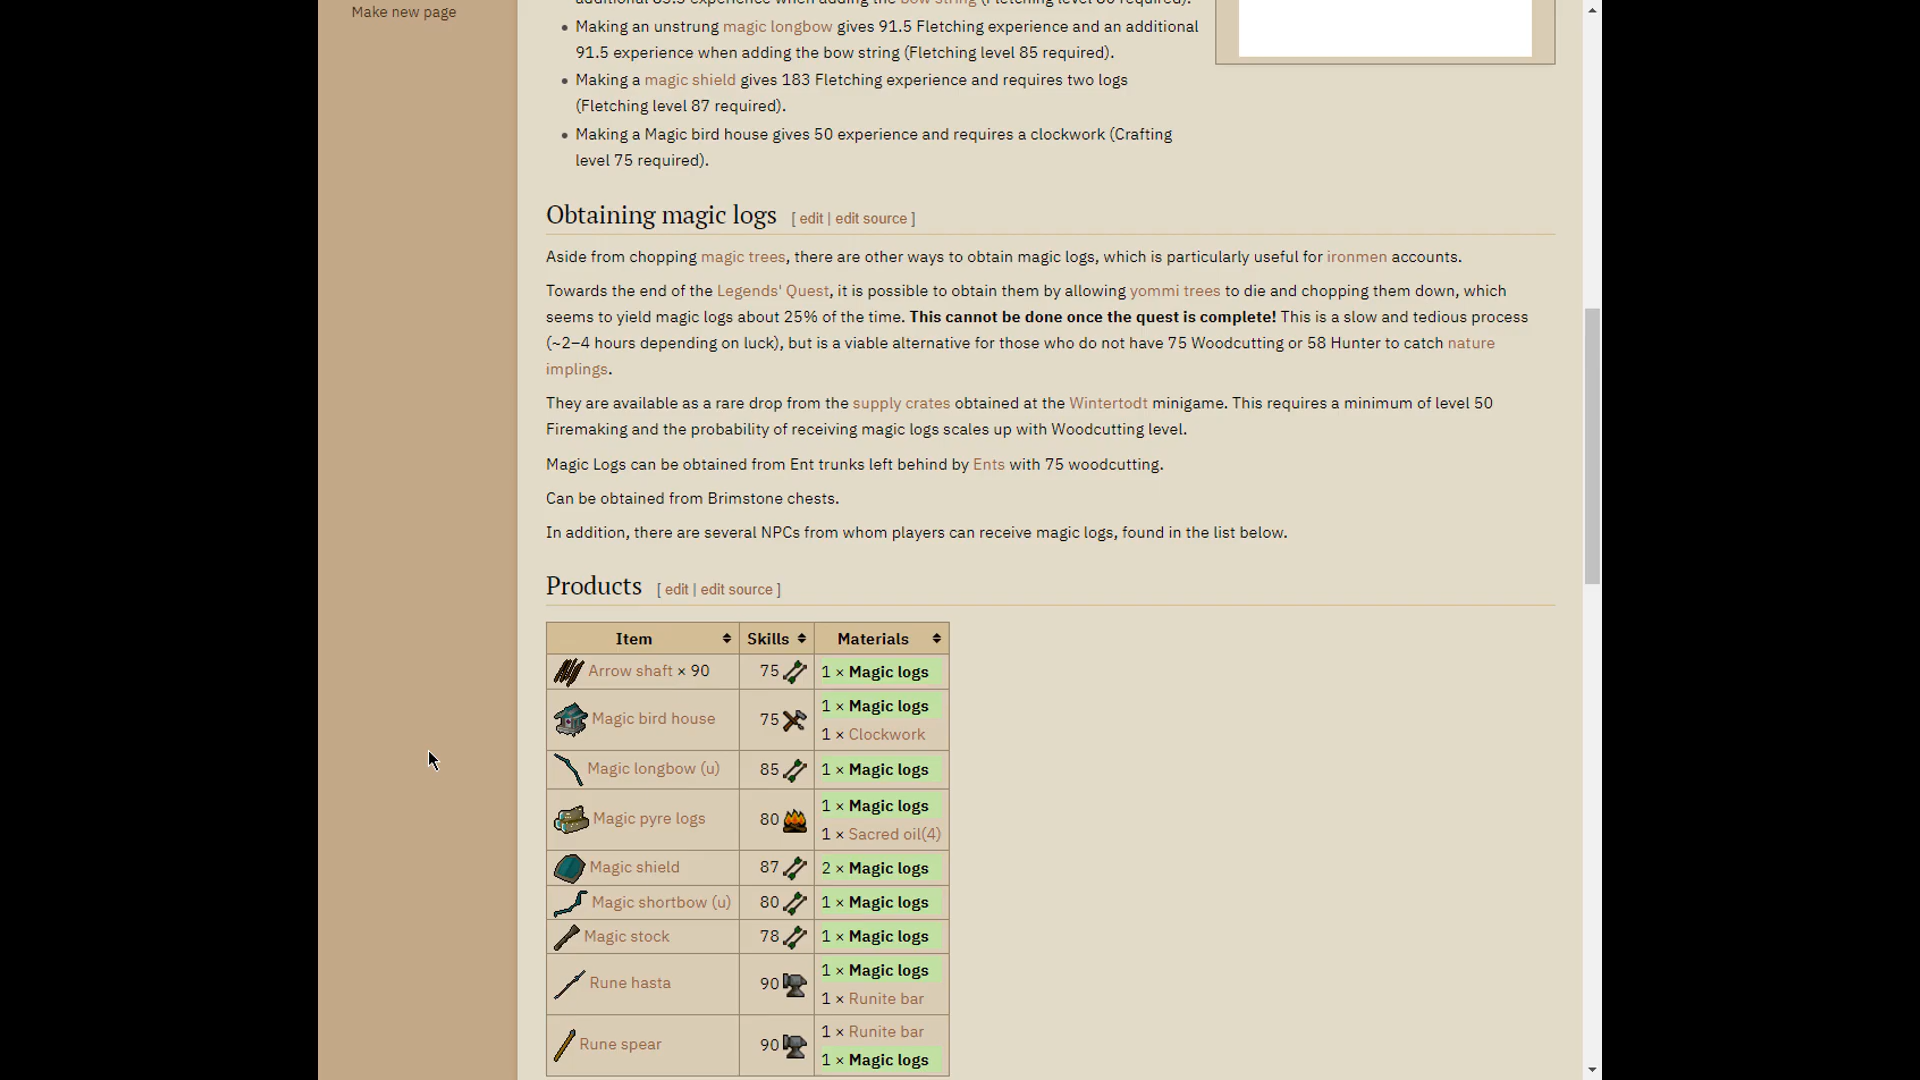 Make new page
additional 83.5 experience when adding the bow string (Fletching level 80 required).
Making an unstrung magic longbow gives 91.5 Fletching experience and an additional
91.5 experience when adding the bow string (Fletching level 85 required).
Making a magic shield gives 183 Fletching experience and requires two logs
(Fletching level 87 required).
Making a Magic bird house gives 50 experience and requires a clockwork (Crafting
level 75 required).
Obtaining magic logs [ edit | edit source ]
Aside from chopping magic trees, there are other ways to obtain magic logs, which is particularly useful for ironmen accounts.
Towards the end of the Legends' Quest, it is possible to obtain them by allowing yommi trees to die and chopping them down, which
seems to yield magic logs about 25% of the time. This cannot be done once the quest is complete! This is a slow and tedious process
(~2–4 hours depending on luck), but is a viable alternative for those who do not have 75 Woodcutting or 58 Hunter to catch nature
implings.
They are available as a rare drop from the supply crates obtained at the Wintertodt minigame. This requires a minimum of level 50
Firemaking and the probability of receiving magic logs scales up with Woodcutting level.
Magic Logs can be obtained from Ent trunks left behind by Ents with 75 woodcutting.
Can be obtained from Brimstone chests.
In addition, there are several NPCs from whom players can receive magic logs, found in the list below.
Products [ edit | edit source ]
Item Skills Materials
Arrow shaft × 90 75 1 × Magic logs
Magic bird house 75 1 × Magic logs
1 × Clockwork
Magic longbow (u) 85 1 × Magic logs
Magic pyre logs 80 1 × Magic logs
1 × Sacred oil(4)
Magic shield 87 2 × Magic logs
Magic shortbow (u) 80 1 × Magic logs
Magic stock 78 1 × Magic logs
Rune hasta 90 1 × Magic logs
1 × Runite bar
Rune spear 90 1 × Runite bar
1 × Magic logs